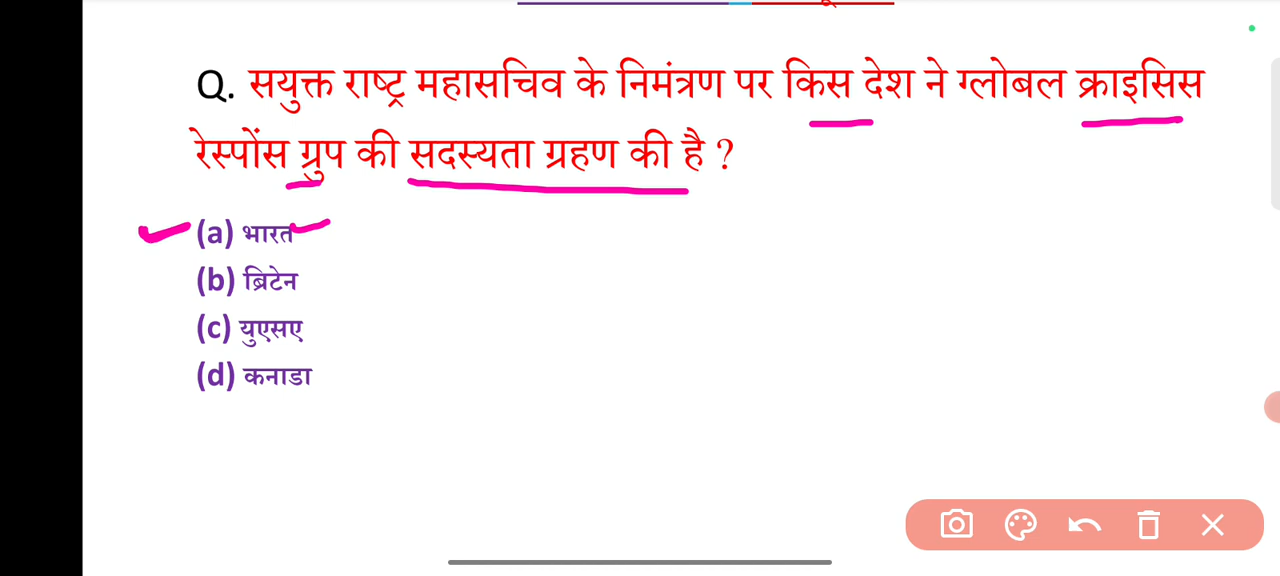 Q. सयुक्त राष्ट्र महासचिव के निमंत्रण पर किस देश ने ग्लोबल क्राइसिस
रेस्पोंस ग्रुप की सदस्यता ग्रहण की है ?
(a) भारत
(b) ब्रिटेन
(c) युएसए
(d) कनाडा